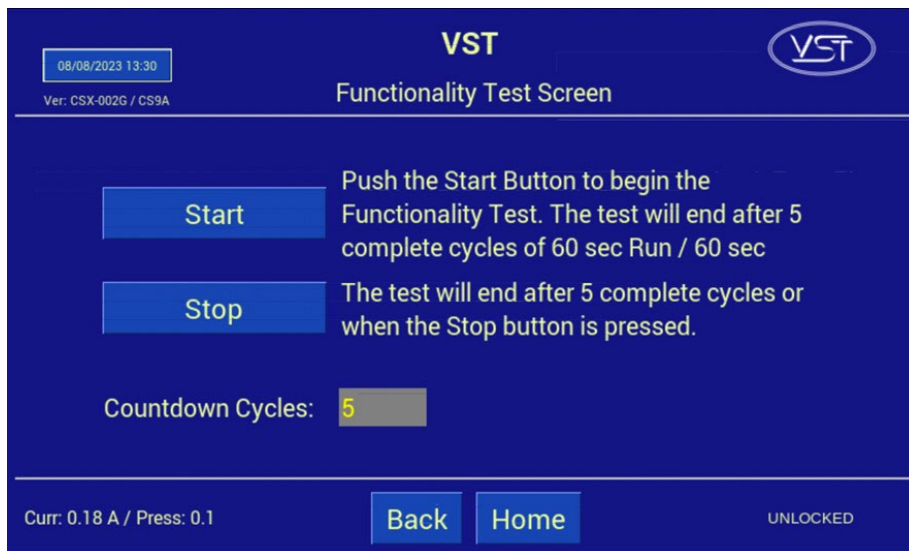 VST
VST
08/08/2023 13:30
Ver: CSX-002G / CS9A
Functionality Test Screen
Start
Push the Start Button to begin the
Functionality Test. The test will end after 5
complete cycles of 60 sec Run / 60 sec
Stop
The test will end after 5 complete cycles or
when the Stop button is pressed.
Countdown Cycles: 5
Curr: 0.18 A / Press: 0.1
Back
Home
UNLOCKED